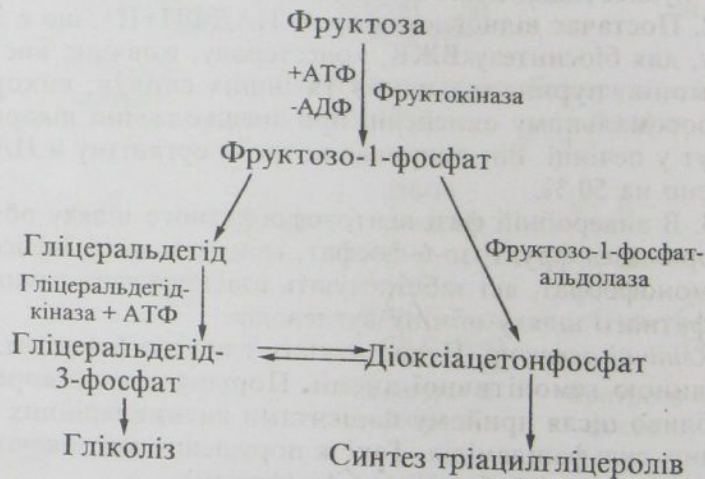 Фруктоза
+АТФ
-АДФ
Фруктокіназа
Фруктозо-1-фосфат
Гліцеральдегід
Фруктозо-1-фосфат-
альдолаза
Гліцеральдегід-
кіназа + АТФ
Гліцеральдегід-
3-фосфат
Діоксіацетонфосфат
Гліколіз
Синтез тріацилгліцеролів